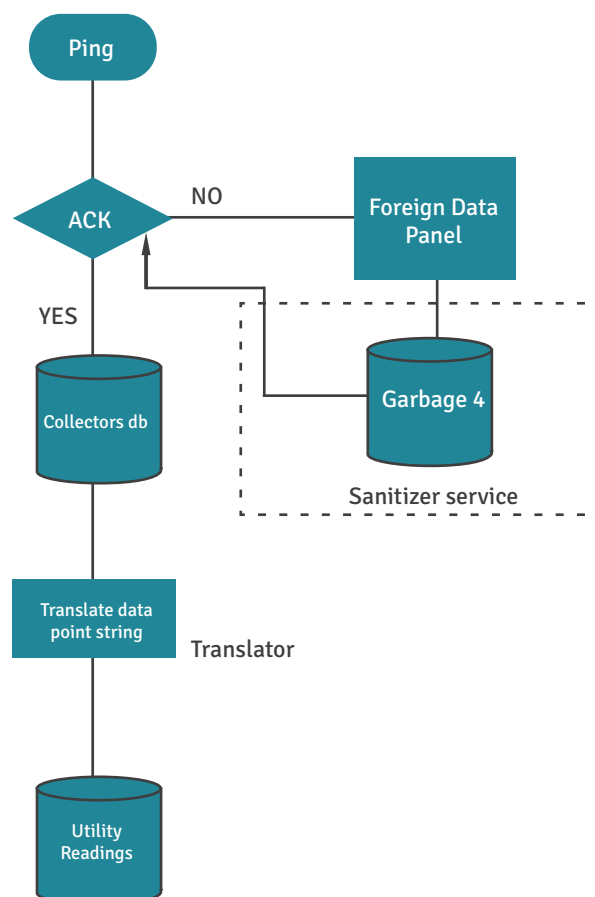 Ping
ACK
NO
Foreign Data
Panel
YES
Collectors db
Garbage 4
Sanitizer service
Translate data
point string
Translator
Utility
Readings